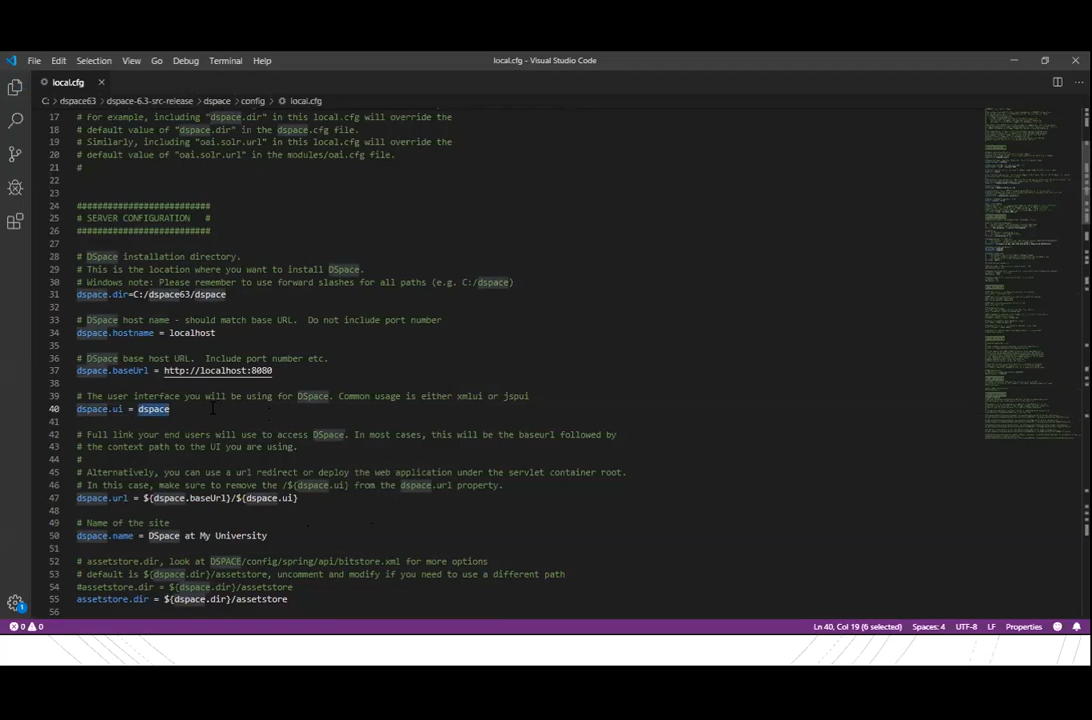 File Edit Selection View Go Debug Terminal Help
local.cfg - Visual Studio Code
local.cfg
C: > dspace63 > dspace-6.3-src-release > dspace > config > local.cfg
17 # For example, including "dspace.dir" in this local.cfg will override the
18 # default value of "dspace.dir" in the dspace.cfg file.
19 # Similarly, including "oai.solr.url" in this local.cfg will override the
20 # default value of "oai.solr.url" in the modules/oai.cfg file.
21 #
22
23
24 ##########################
25 # SERVER CONFIGURATION #
26 ##########################
27
28 # DSpace installation directory.
29 # This is the location where you want to install DSpace.
30 # Windows note: Please remember to use forward slashes for all paths (e.g. C:/dspace)
31 dspace.dir=C:/dspace63/dspace
32
33 # DSpace host name - should match base URL. Do not include port number
34 dspace.hostname = localhost
35
36 # DSpace base host URL. Include port number etc.
37 dspace.baseUrl = http://localhost:8080
38
39 # The user interface you will be using for DSpace. Common usage is either xmlui or jspui
40 dspace.ui = dspace
41
42 # Full link your end users will use to access DSpace. In most cases, this will be the baseurl followed by
43 # the context path to the UI you are using.
44 #
45 # Alternatively, you can use a url redirect or deploy the web application under the servlet container root.
46 # In this case, make sure to remove the /${dspace.ui} from the dspace.url property.
47 dspace.url = ${dspace.baseUrl}/${dspace.ui}
48
49 # Name of the site
50 dspace.name = DSpace at My University
51
52 # assetstore.dir, look at DSPACE/config/spring/api/bitstore.xml for more options
53 # default is ${dspace.dir}/assetstore, uncomment and modify if you need to use a different path
54 #assetstore.dir = ${dspace.dir}/assetstore
55 assetstore.dir = ${dspace.dir}/assetstore
56
1
0 0 Ln 40, Col 19 (6 selected) Spaces: 4 UTF-8 LF Properties